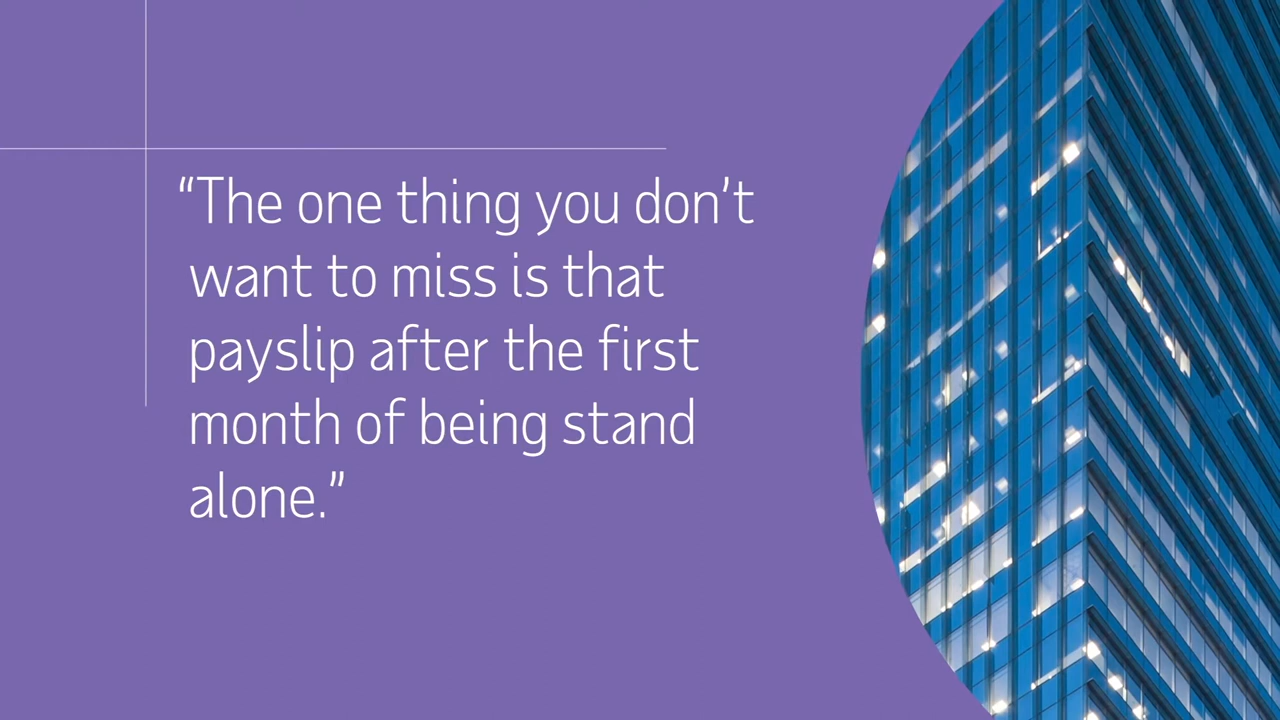 “The one thing you don’t
want to miss is that
payslip after the first
month of being stand
alone.”